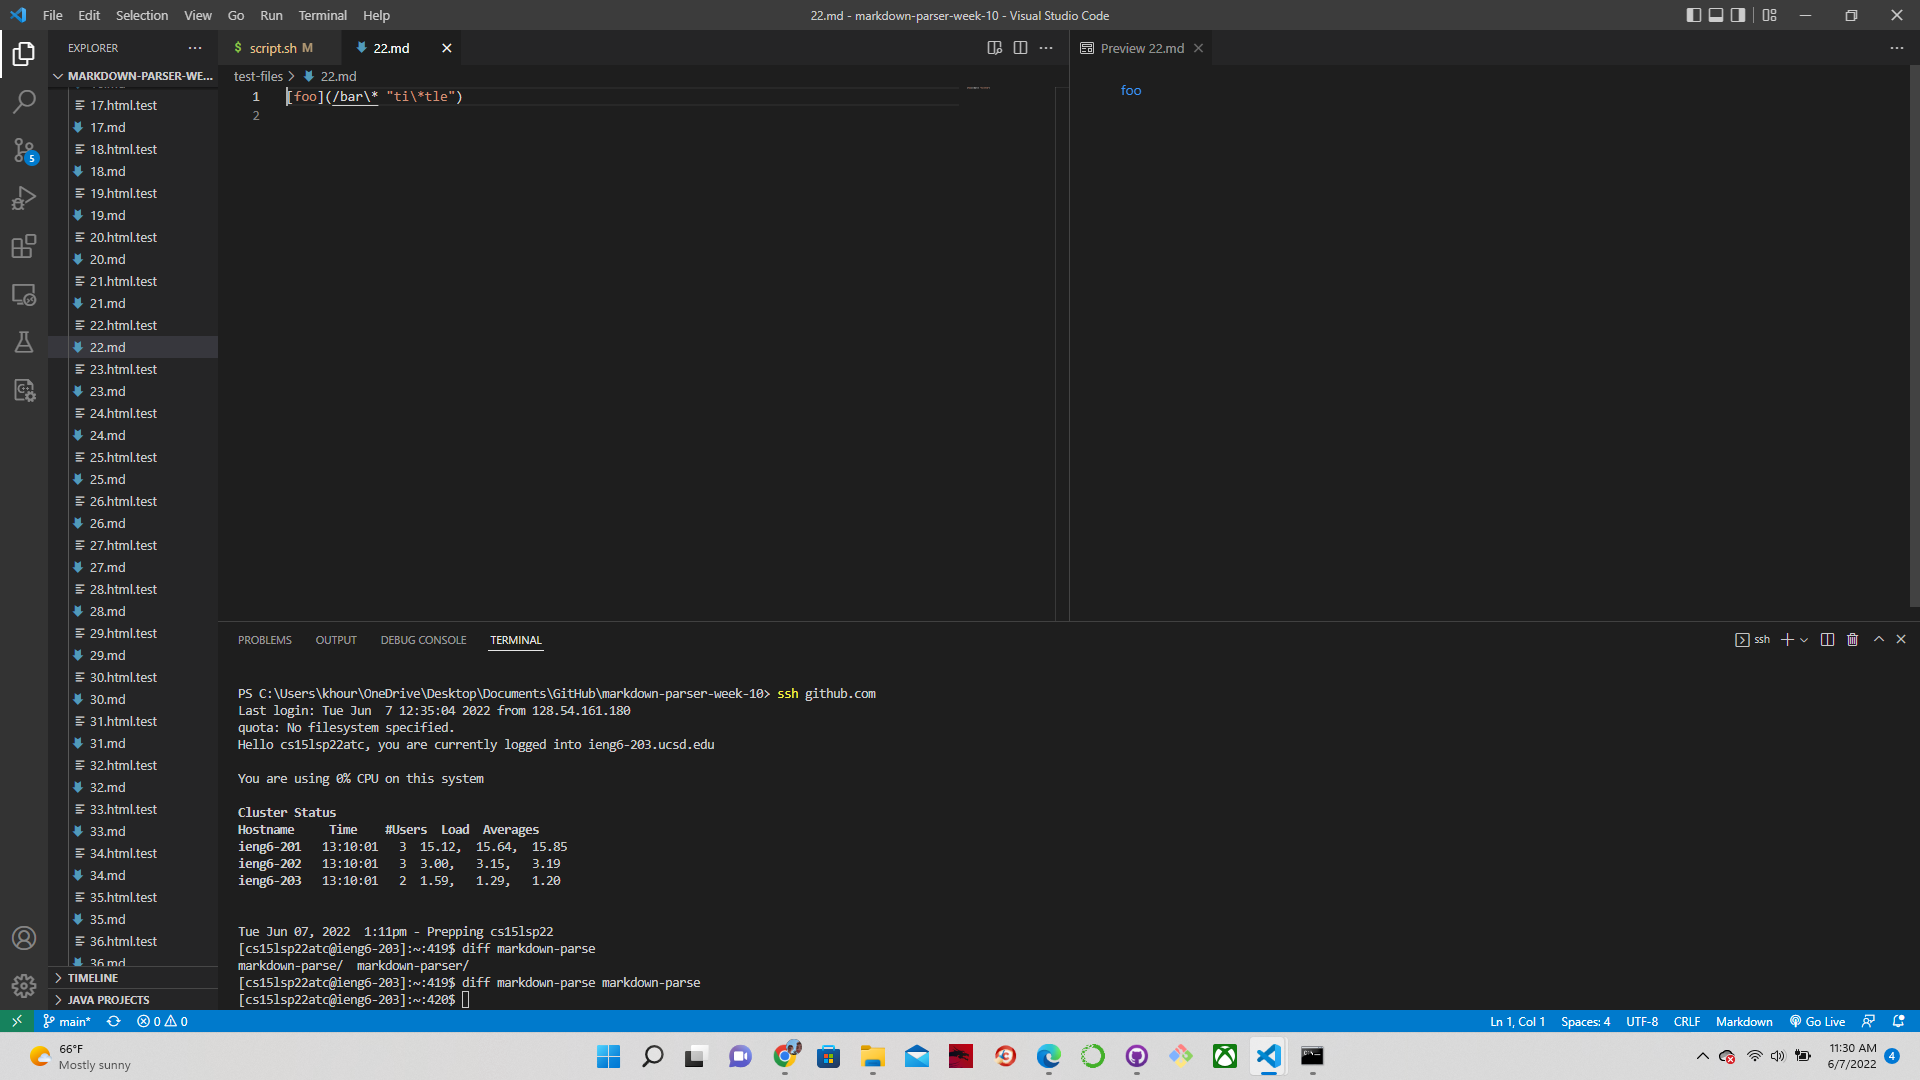 File Edit Selection View Go Run Terminal Help
22.md - markdown-parser-week-10 - Visual Studio Code
EXPLORER
MARKDOWN-PARSER-WE...
17.html.test
17.md
18.html.test
18.md
19.html.test
19.md
20.html.test
20.md
21.html.test
21.md
22.html.test
22.md
23.html.test
23.md
24.html.test
24.md
25.html.test
25.md
26.html.test
26.md
27.html.test
27.md
28.html.test
28.md
29.html.test
29.md
30.html.test
30.md
31.html.test
31.md
32.html.test
32.md
33.html.test
33.md
34.html.test
34.md
35.html.test
35.md
36.html.test
36.md
TIMELINE
JAVA PROJECTS
5
$ script.sh M
22.md
test-files > 22.md
1 [foo](/bar\* "ti\*tle")
2
Preview 22.md
foo
PROBLEMS OUTPUT DEBUG CONSOLE TERMINAL
ssh
PS C:\Users\khour\OneDrive\Desktop\Documents\GitHub\markdown-parser-week-10> ssh github.com
Last login: Tue Jun  7 12:35:04 2022 from 128.54.161.180
quota: No filesystem specified.
Hello cs15lsp22atc, you are currently logged into ieng6-203.ucsd.edu
You are using 0% CPU on this system
Cluster Status
Hostname     Time    #Users  Load  Averages
ieng6-201   13:10:01   3  15.12,  15.64,  15.85
ieng6-202   13:10:01   3  3.00,   3.15,   3.19
ieng6-203   13:10:01   2  1.59,   1.29,   1.20
Tue Jun 07, 2022  1:11pm - Prepping cs15lsp22
[cs15lsp22atc@ieng6-203]:~:419$ diff markdown-parse
markdown-parse/  markdown-parser/
[cs15lsp22atc@ieng6-203]:~:419$ diff markdown-parse markdown-parse
[cs15lsp22atc@ieng6-203]:~:420$
main* 0 0
Ln 1, Col 1 Spaces: 4 UTF-8 CRLF Markdown Go Live
66°F
Mostly sunny
11:30 AM
6/7/2022
4